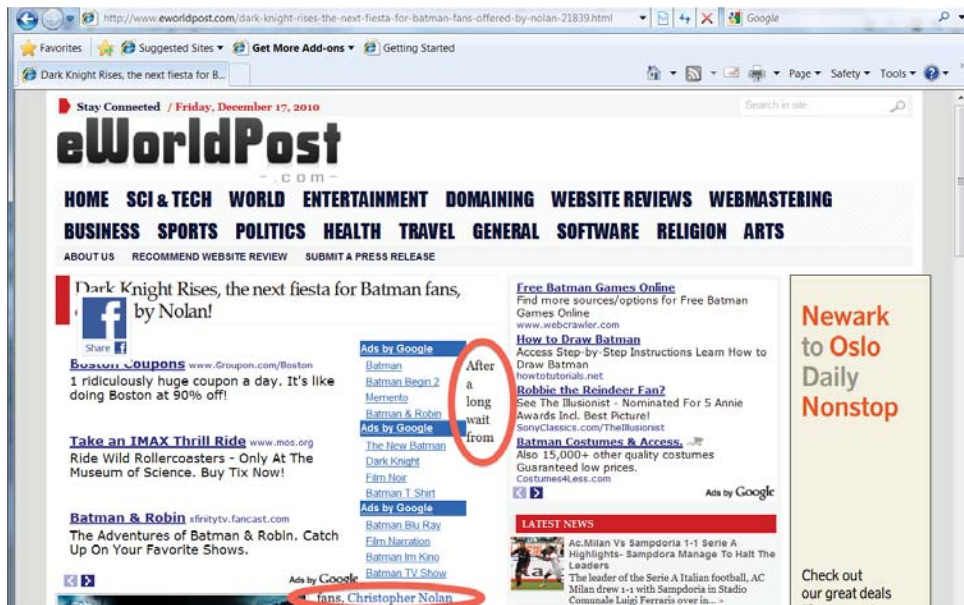 http://www.eworldpost.com/dark-knight-rises-the-next-fiesta-for-batman-fans-offered-by-nolan-21839.html
Google
Favorites
Suggested Sites
Get More Add-ons
Getting Started
Dark Knight Rises, the next fiesta for B...
Page
Safety
Tools
Stay Connected / Friday, December 17, 2010
Search in site..
eWorldPost
-.com-
HOME SCI & TECH WORLD ENTERTAINMENT DOMAINING WEBSITE REVIEWS WEBMASTERING
BUSINESS SPORTS POLITICS HEALTH TRAVEL GENERAL SOFTWARE RELIGION ARTS
ABOUT US RECOMMEND WEBSITE REVIEW SUBMIT A PRESS RELEASE
Dark Knight Rises, the next fiesta for Batman fans,
by Nolan!
Share
Boston Coupons www.Groupon.com/Boston
1 ridiculously huge coupon a day. It's like
doing Boston at 90% off!
Take an IMAX Thrill Ride www.mos.org
Ride Wild Rollercoasters - Only At The
Museum of Science. Buy Tix Now!
Batman & Robin xfinitytv.fancast.com
The Adventures of Batman & Robin. Catch
Up On Your Favorite Shows.
Ads by Google
Ads by Google
Batman
Batman Begin 2
Memento
Batman & Robin
Ads by Google
The New Batman
Dark Knight
Film Noir
Batman T Shirt
Ads by Google
Batman Blu Ray
Film Narration
Batman Im Kino
Batman TV Show
After
a
long
wait
from
fans, Christopher Nolan
Free Batman Games Online
Find more sources/options for Free Batman
Games Online
www.webcrawler.com
How to Draw Batman
Access Step-by-Step Instructions Learn How to
Draw Batman
howtotutorials.net
Robbie the Reindeer Fan?
See The Illusionist - Nominated For 5 Annie
Awards Incl. Best Picture!
SonyClassics.com/TheIllusionist
Batman Costumes & Access.
Also 15,000+ other quality costumes
Guaranteed low prices.
Costumes4Less.com
Ads by Google
LATEST NEWS
Ac.Milan Vs Sampdoria 1-1 Serie A
Highlights- Sampdora Manage To Halt The
Leaders
The leader of the Serie A Italian football, AC
Milan drew 1-1 with Sampdoria in Stadio
Comunale Luigi Ferraris over in... »
Newark
to Oslo
Daily
Nonstop
Check out
our great deals